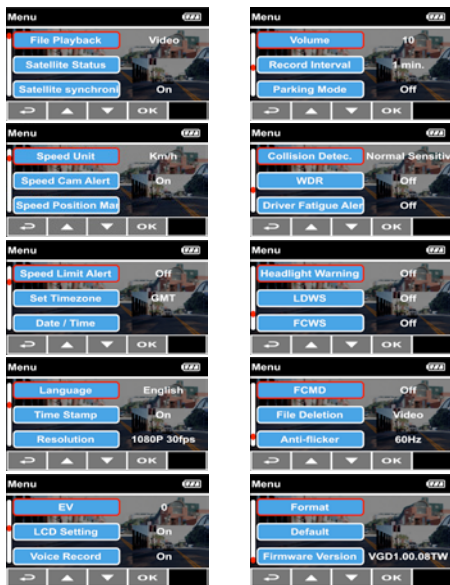 Menu
File Playback Video
Satellite Status
Satellite synchroni On
OK
Menu
Speed Unit Km/h
Speed Cam Alert On
Speed Position Ma
OK
Menu
Speed Limit Alert Off
Set Timezone GMT
Date / Time
OK
Menu
Language English
Time Stamp On
Resolution 1080P 30fps
OK
Menu
EV 0
LCD Setting On
Voice Record On
OK
Menu
Volume 10
Record Interval 1 min.
Parking Mode Off
OK
Menu
Collision Detec. Normal Sensitiv
WDR Off
Driver Fatigue Aler Off
OK
Menu
Headlight Warning Off
LDWS Off
FCWS Off
OK
Menu
FCMD Off
File Deletion Video
Anti-flicker 60Hz
OK
Menu
Format
Default
Firmware Version VGD1.00.08TW
OK